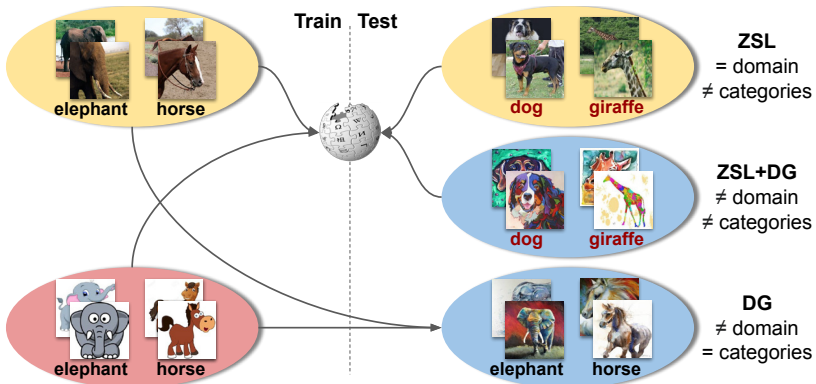 Train Test
elephant horse
dog giraffe
ZSL
= domain
≠ categories
dog giraffe
ZSL+DG
≠ domain
≠ categories
elephant horse
elephant horse
DG
≠ domain
= categories